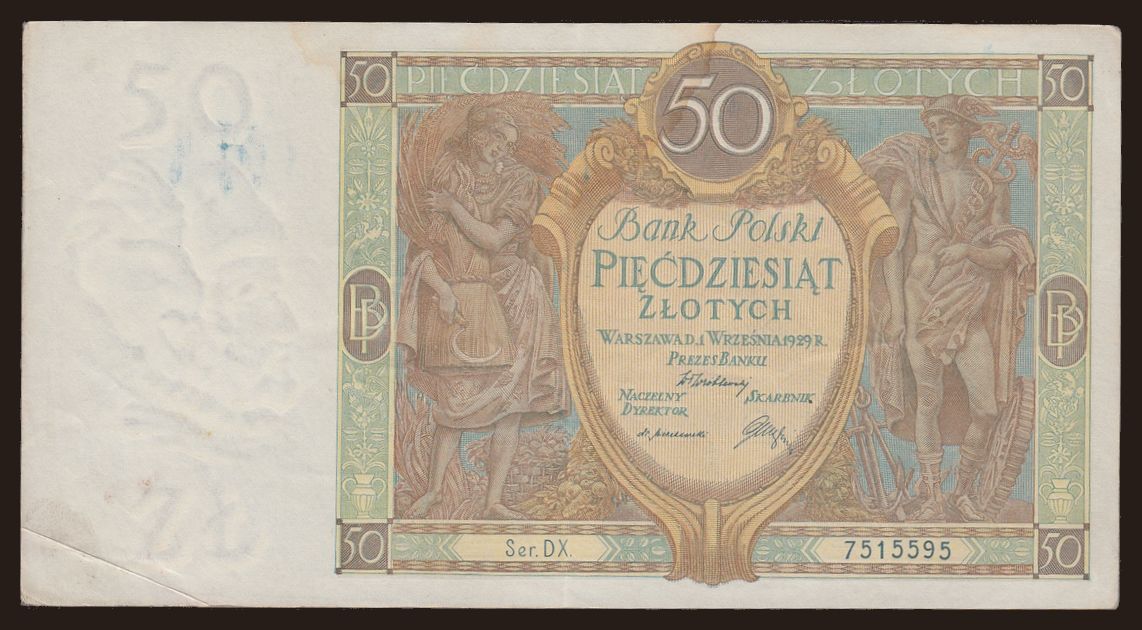 50 PIĘĆDZIESIĄT 50 ZŁOTYCH 50
50
Bank Polski
PIĘĆDZIESIĄT
ZŁOTYCH
WARSZAWA D. 1 WRZEŚNIA 1929 R.
PREZES BANKU
NACZELNY SKARBNIK
DYREKTOR
BP BP
50 Ser. DX. 7515595 50